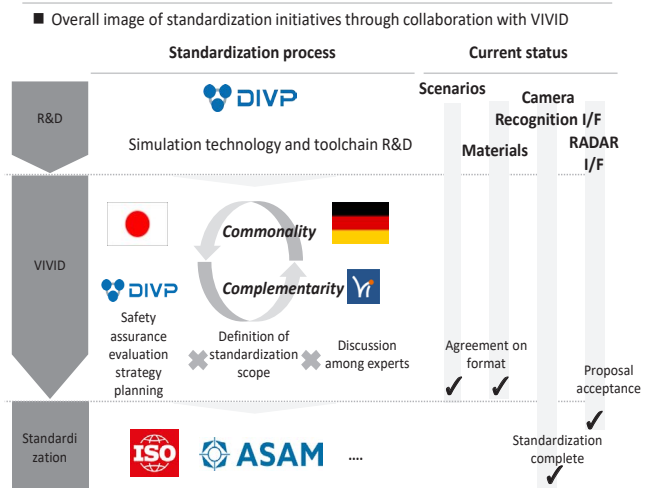 ■ Overall image of standardization initiatives through collaboration with VIVID
Standardization process
Current status
R&D
DIVP
Simulation technology and toolchain R&D
Scenarios
Camera
Recognition I/F
Materials
RADAR
I/F
VIVID
Commonality
Complementarity
DIVP
Vi
Safety
assurance
evaluation
strategy
planning
Definition of
standardization
scope
Discussion
among experts
Agreement on
format
✓ ✓
Proposal
acceptance
✓
Standardi
zation
ISO
ASAM
....
Standardization
complete
✓